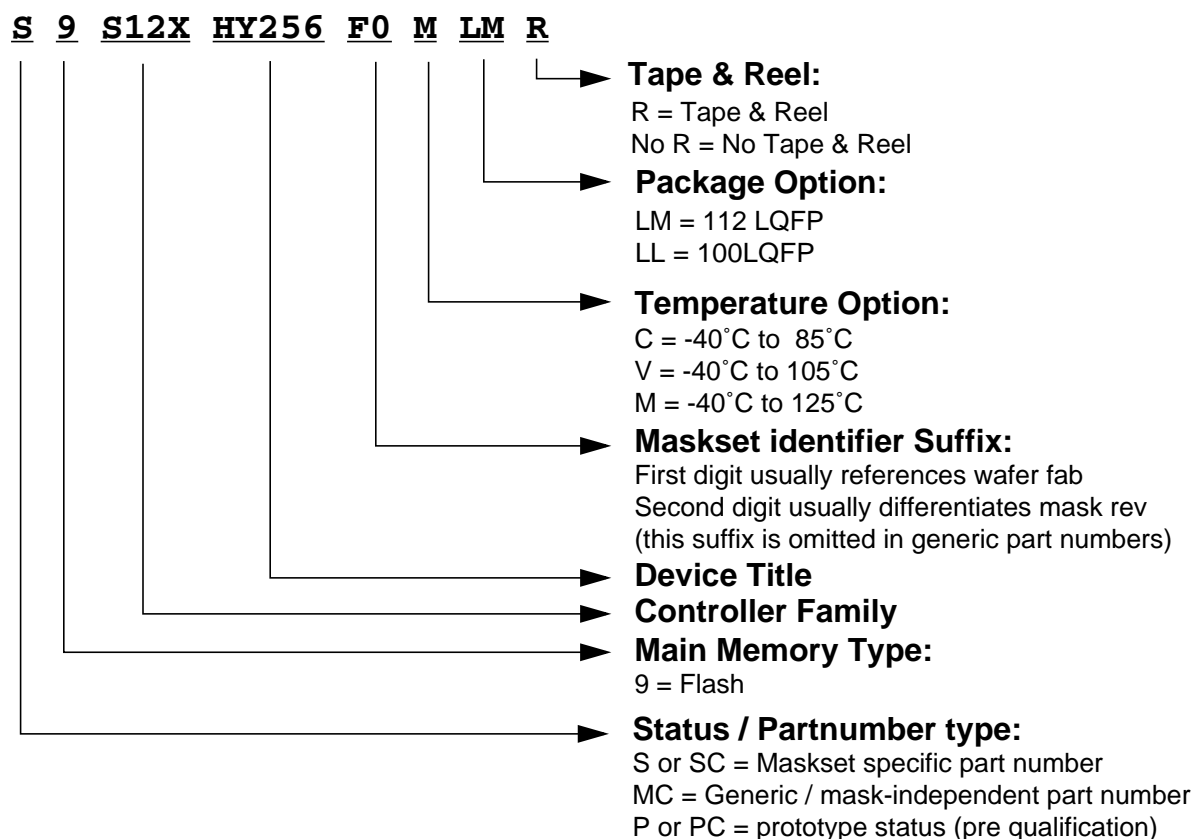 S 9 S12X HY256 F0 M LM R
Tape & Reel:
R = Tape & Reel
No R = No Tape & Reel
Package Option:
LM = 112 LQFP
LL = 100LQFP
Temperature Option:
C = -40˚C to 85˚C
V = -40˚C to 105˚C
M = -40˚C to 125˚C
Maskset identifier Suffix:
First digit usually references wafer fab
Second digit usually differentiates mask rev
(this suffix is omitted in generic part numbers)
Device Title
Controller Family
Main Memory Type:
9 = Flash
Status / Partnumber type:
S or SC = Maskset specific part number
MC = Generic / mask-independent part number
P or PC = prototype status (pre qualification)